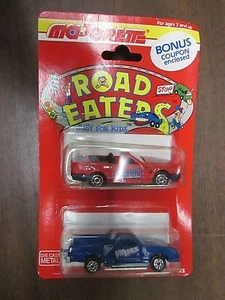 MAJORETTE
For ages 3 and up
BONUS
COUPON
enclosed
ROAD
STOP
EATERS
JUST FOR KIDS
DIE CAST
METAL